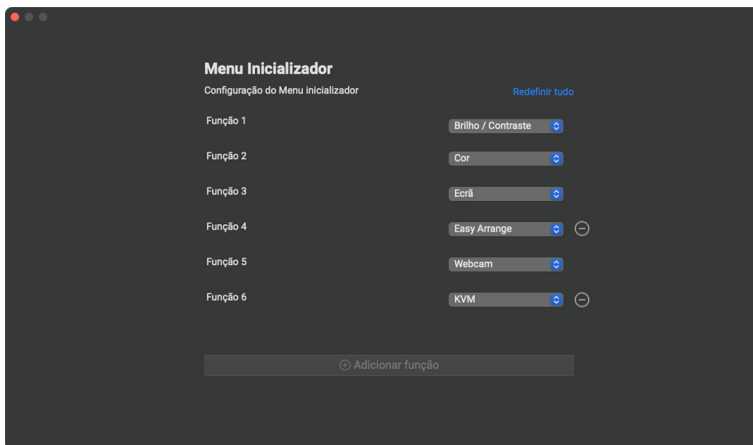 Menu Inicializador
Configuração do Menu inicializador Redefinir tudo
Função 1 Brilho / Contraste
Função 2 Cor
Função 3 Ecrã
Função 4 Easy Arrange
Função 5 Webcam
Função 6 KVM
Adicionar função